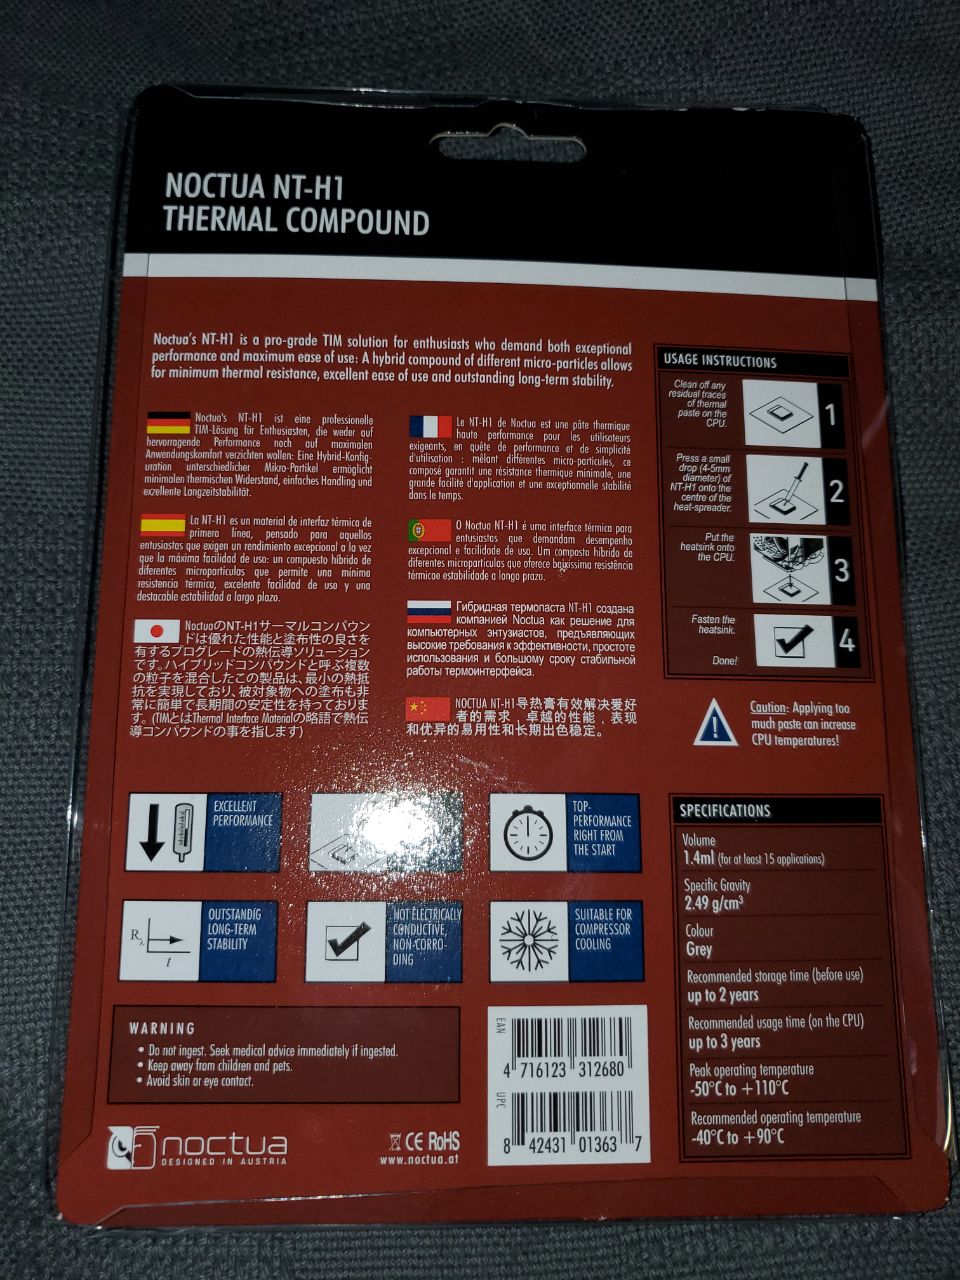 NOCTUA NT-H1
THERMAL COMPOUND
Noctua's NT-H1 is a pro-grade TIM solution for enthusiasts who demand both exceptional
performance and maximum ease of use: A hybrid compound of different micro-particles allows
for minimum thermal resistance, excellent ease of use and outstanding long-term stability.
Noctua's NT-H1 ist eine professionelle
TIM-Lösung für Enthusiasten, die weder auf
hervorragende Performance noch auf maximalen
Anwendungskomfort verzichten wollen: Eine Hybrid-Konfig-
uration unterschiedlicher Mikro-Partikel ermöglicht
minimalen thermischen Widerstand, einfaches Handling und
exzellente Langzeitstabilität.
Le NT-H1 de Noctua est une pâte thermique
haute performance pour les utilisateurs
exigeants, en quête de performance et de simplicité
d'utilisation : mêlant différentes micro-particules, ce
composé garantit une résistance thermique minimale, une
grande facilité d'application et une exceptionnelle stabilité
dans le temps.
La NT-H1 es un material de interfaz térmica de
primera línea, pensado para aquellos
entusiastas que exigen un rendimiento excepcional a la vez
que la máxima facilidad de uso: un compuesto híbrido de
diferentes micropartículas que permite una mínima
resistencia térmica, excelente facilidad de uso y una
destacable estabilidad a largo plazo.
O Noctua NT-H1 é uma interface térmica para
entusiastas que demandam desempenho
excepcional e facilidade de uso. Um composto híbrido de
diferentes microparticulas que oferece baixissima resistência
térmicae estabilidade a longo prazo.
NoctuaのNT-H1サーマルコンパウン
ドは優れた性能と塗布性の良さを
有するプログレードの熱伝導ソリューション
です。ハイブリッドコンパウンドと呼ぶ複数
の粒子を混合したこの製品は、最小の熱抵
抗を実現しており、被対象物への塗布も非
常に簡単で長期間の安定性を持っておりま
す。(TIMとはThermal Interface Materialの略語で熱伝
導コンパウンドの事を指します)
Гибридная термопаста NT-H1 создана
компанией Noctua как решение для
компьютерных энтузиастов, предъявляющих
высокие требования к эффективности, простоте
использования и большому сроку стабильной
работы термоинтерфейса.
NOCTUA NT-H1导热膏有效解决爱好
者的需求，卓越的性能，表现
和优异的易用性和长期出色稳定。
USAGE INSTRUCTIONS
Clean off any
residual traces
of thermal
paste on the
CPU.
1
Press a small
drop (4-5mm
diameter) of
NT-H1 onto the
centre of the
heat-spreader.
2
Put the
heatsink onto
the CPU.
3
Fasten the
heatsink.
Done!
4
Caution: Applying too
much paste can increase
CPU temperatures!
EXCELLENT
PERFORMANCE
TOP-
PERFORMANCE
RIGHT FROM
THE START
Rλ
t
OUTSTANDIG
LONG-TERM
STABILITY
NOT ELECTRICALLY
CONDUCTIVE,
NON-CORRO-
DING
SUITABLE FOR
COMPRESSOR
COOLING
SPECIFICATIONS
Volume
1.4ml (for at least 15 applications)
Specific Gravity
2.49 g/cm³
Colour
Grey
Recommended storage time (before use)
up to 2 years
Recommended usage time (on the CPU)
up to 3 years
Peak operating temperature
-50°C to +110°C
Recommended operating temperature
-40°C to +90°C
WARNING
• Do not ingest. Seek medical advice immediately if ingested.
• Keep away from children and pets.
• Avoid skin or eye contact.
noctua
DESIGNED IN AUSTRIA
CE RoHS
www.noctua.at
EAN
4 716123 312680
UPC
8 42431 01363 7